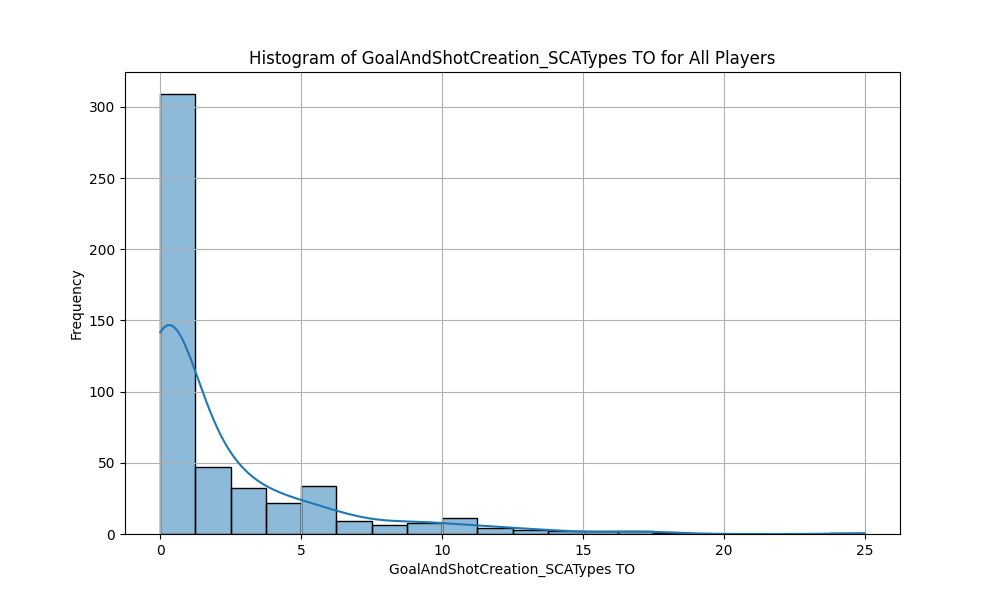 Histogram of GoalAndShotCreation_SCATypes TO for All Players
300
250
200
150
100
50
0
Frequency
0 5 10 15 20 25
GoalAndShotCreation_SCATypes TO